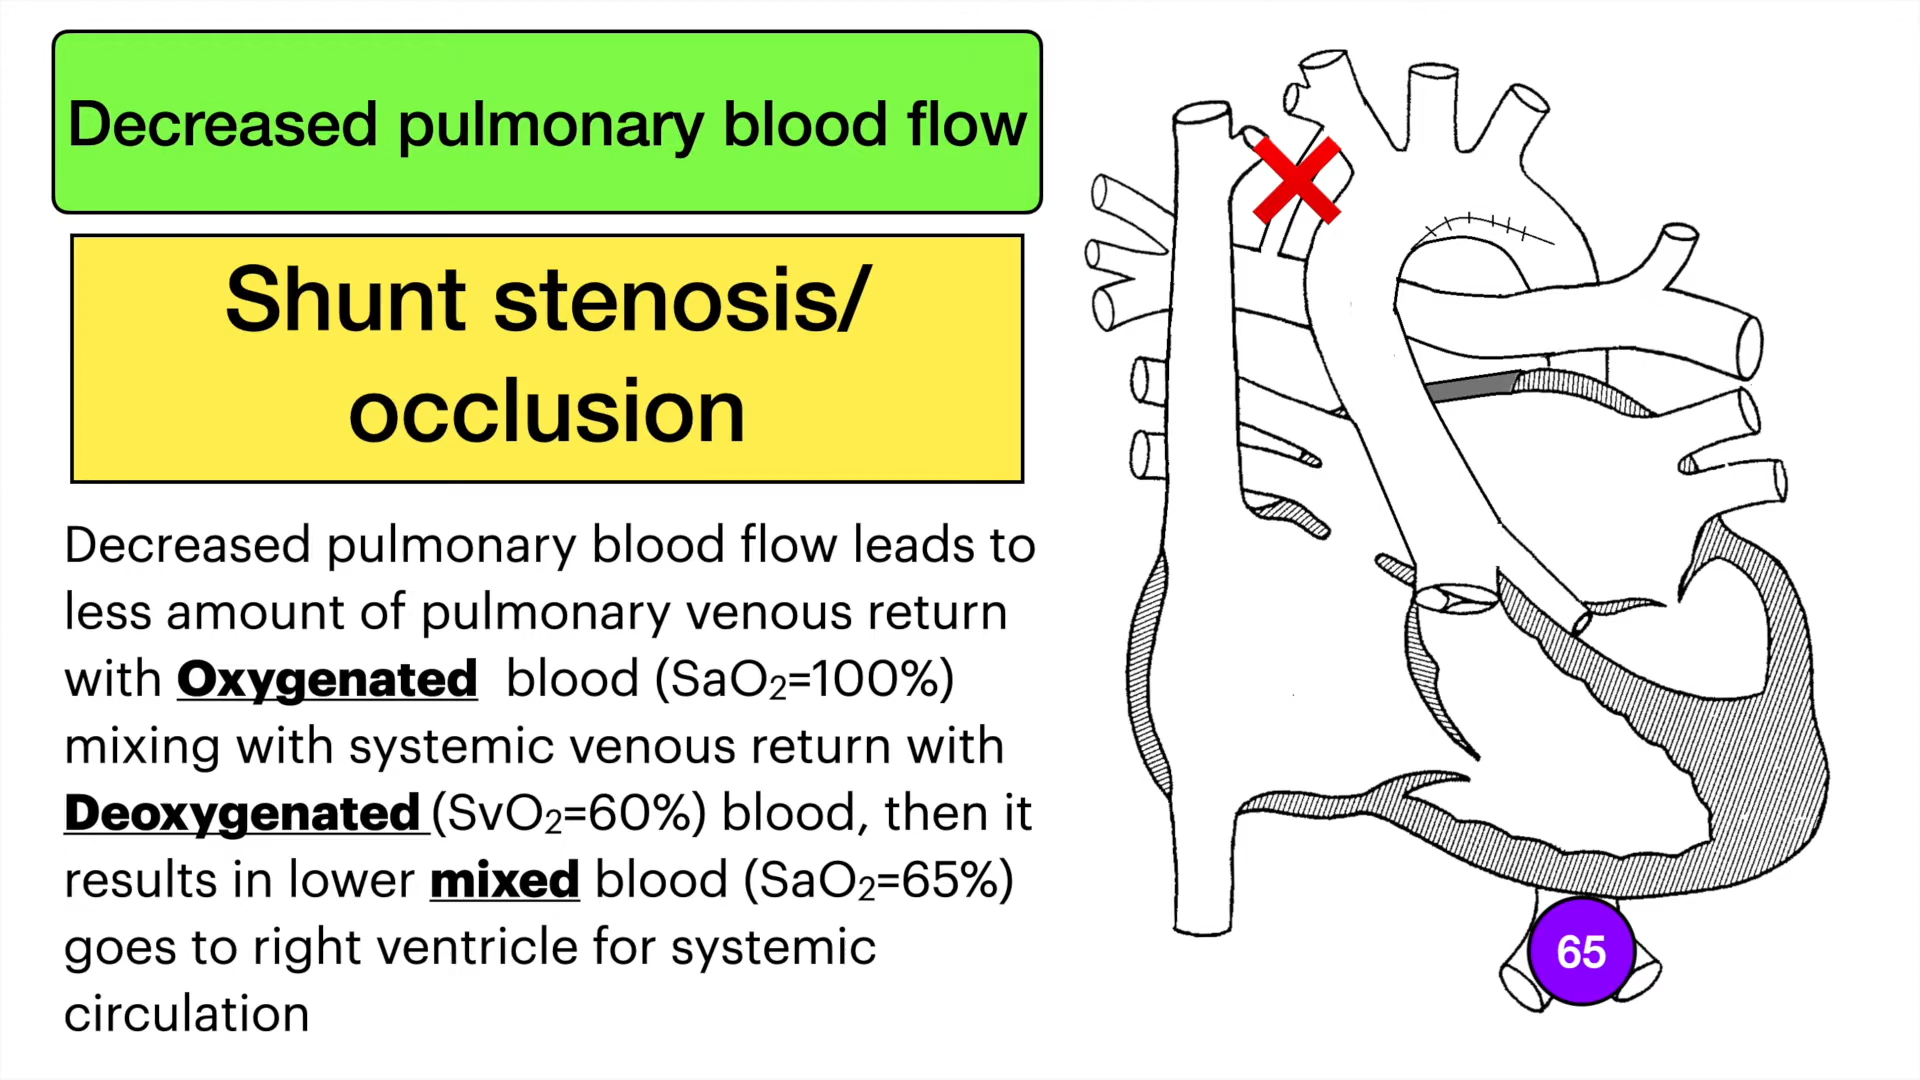 Decreased pulmonary blood flow
Shunt stenosis/
occlusion
Decreased pulmonary blood flow leads to
less amount of pulmonary venous return
with Oxygenated blood (SaO₂=100%)
mixing with systemic venous return with
Deoxygenated (SvO₂=60%) blood, then it
results in lower mixed blood (SaO₂=65%)
goes to right ventricle for systemic
circulation
65